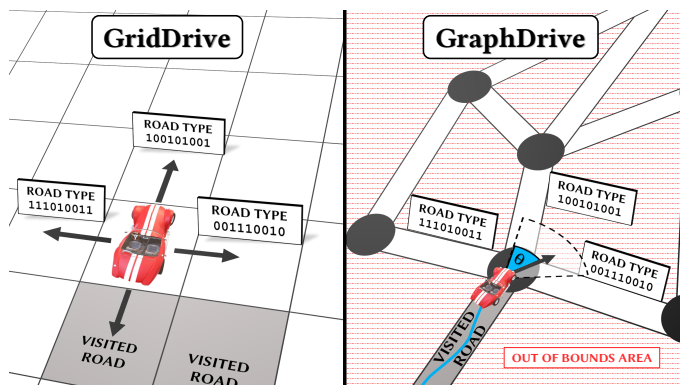 GridDrive
ROAD TYPE
100101001
ROAD TYPE
111010011
ROAD TYPE
001110010
VISITED
ROAD
VISITED
ROAD
GraphDrive
ROAD TYPE
100101001
ROAD TYPE
111010011
ROAD TYPE
001110010
θ
VISITED
ROAD
OUT OF BOUNDS AREA